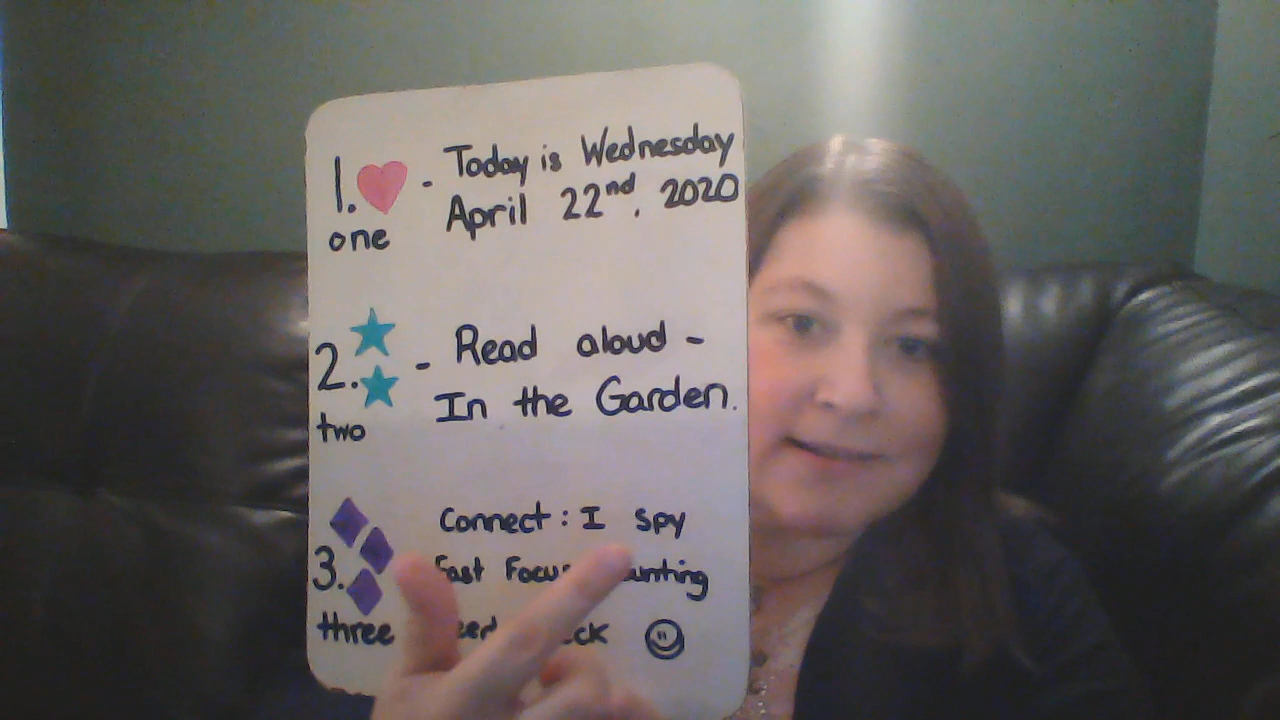 1. - Today is Wednesday
April 22nd, 2020
one
2. - Read aloud -
In the Garden.
two
Connect: I spy
3. Fast
three